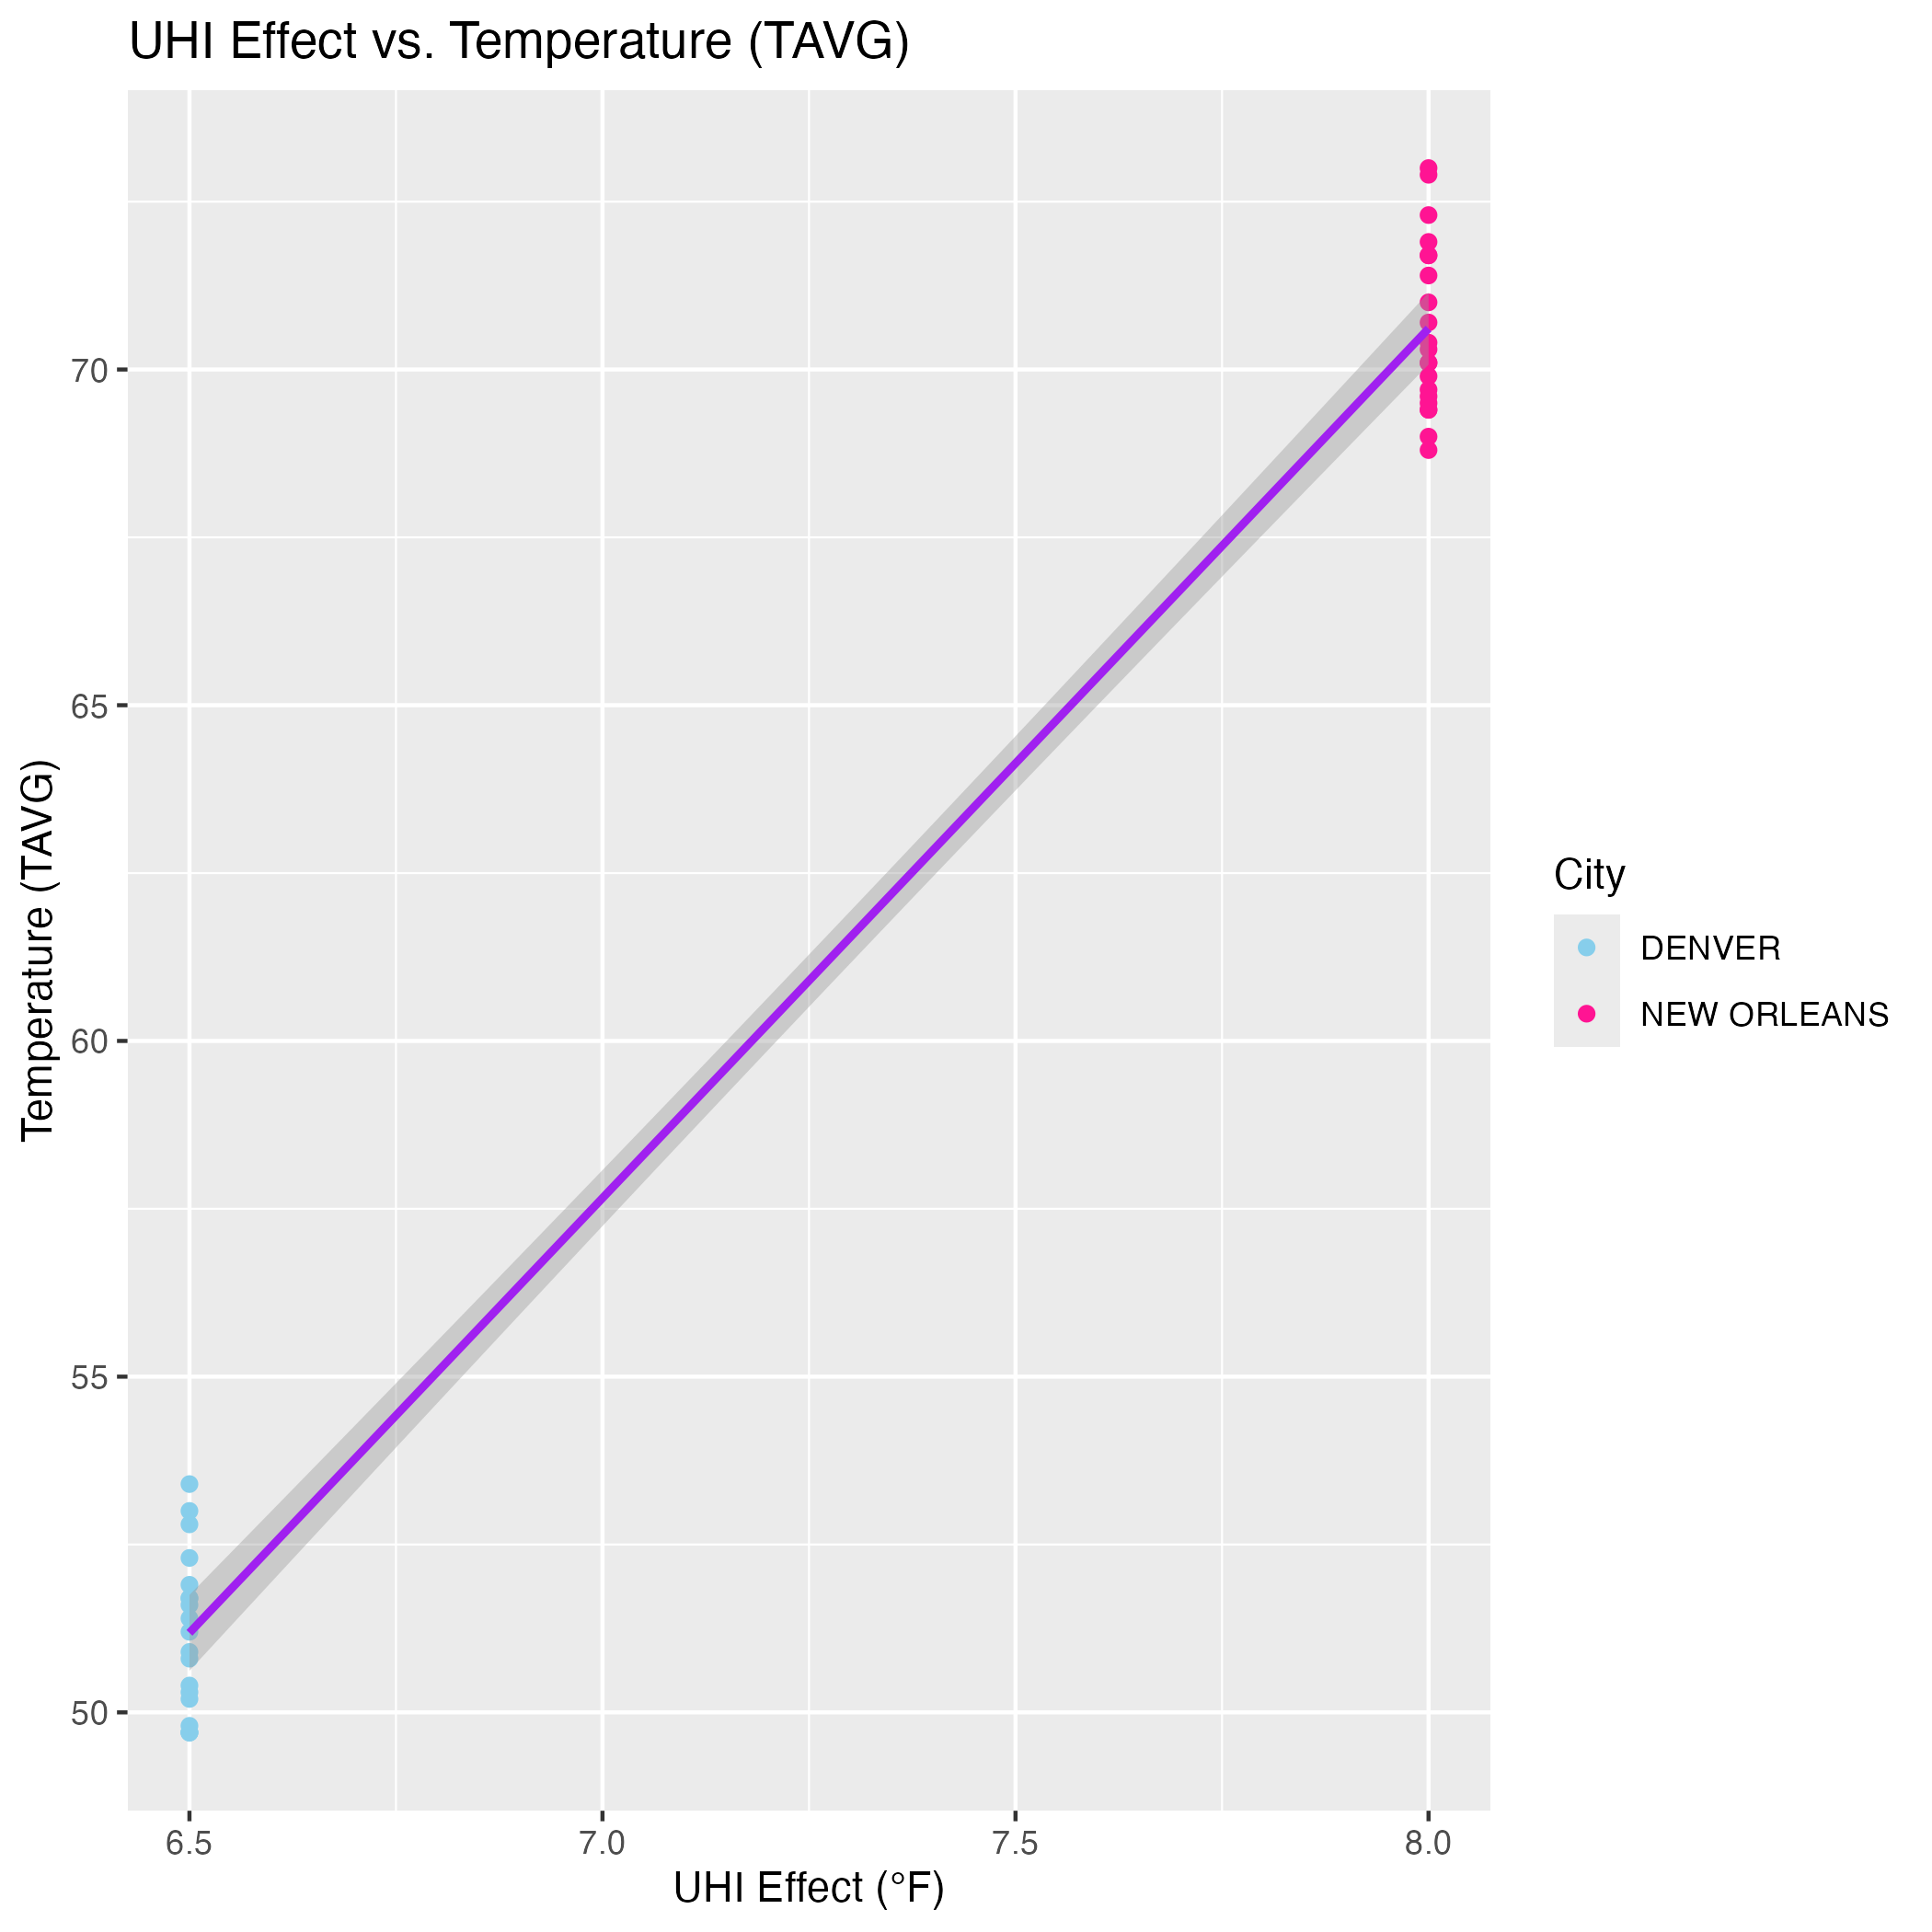 UHI Effect vs. Temperature (TAVG)
Temperature (TAVG)
70
65
60
55
50
6.5
7.0
7.5
8.0
UHI Effect (°F)
City
DENVER
NEW ORLEANS